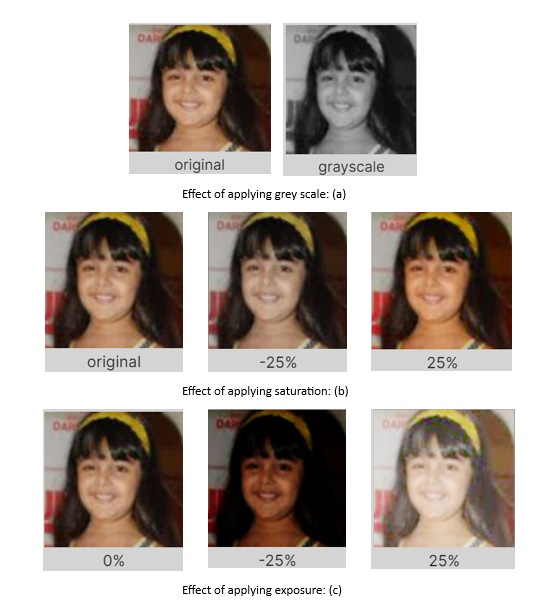 original grayscale
Effect of applying grey scale: (a)
original -25% 25%
Effect of applying saturation: (b)
0% -25% 25%
Effect of applying exposure: (c)